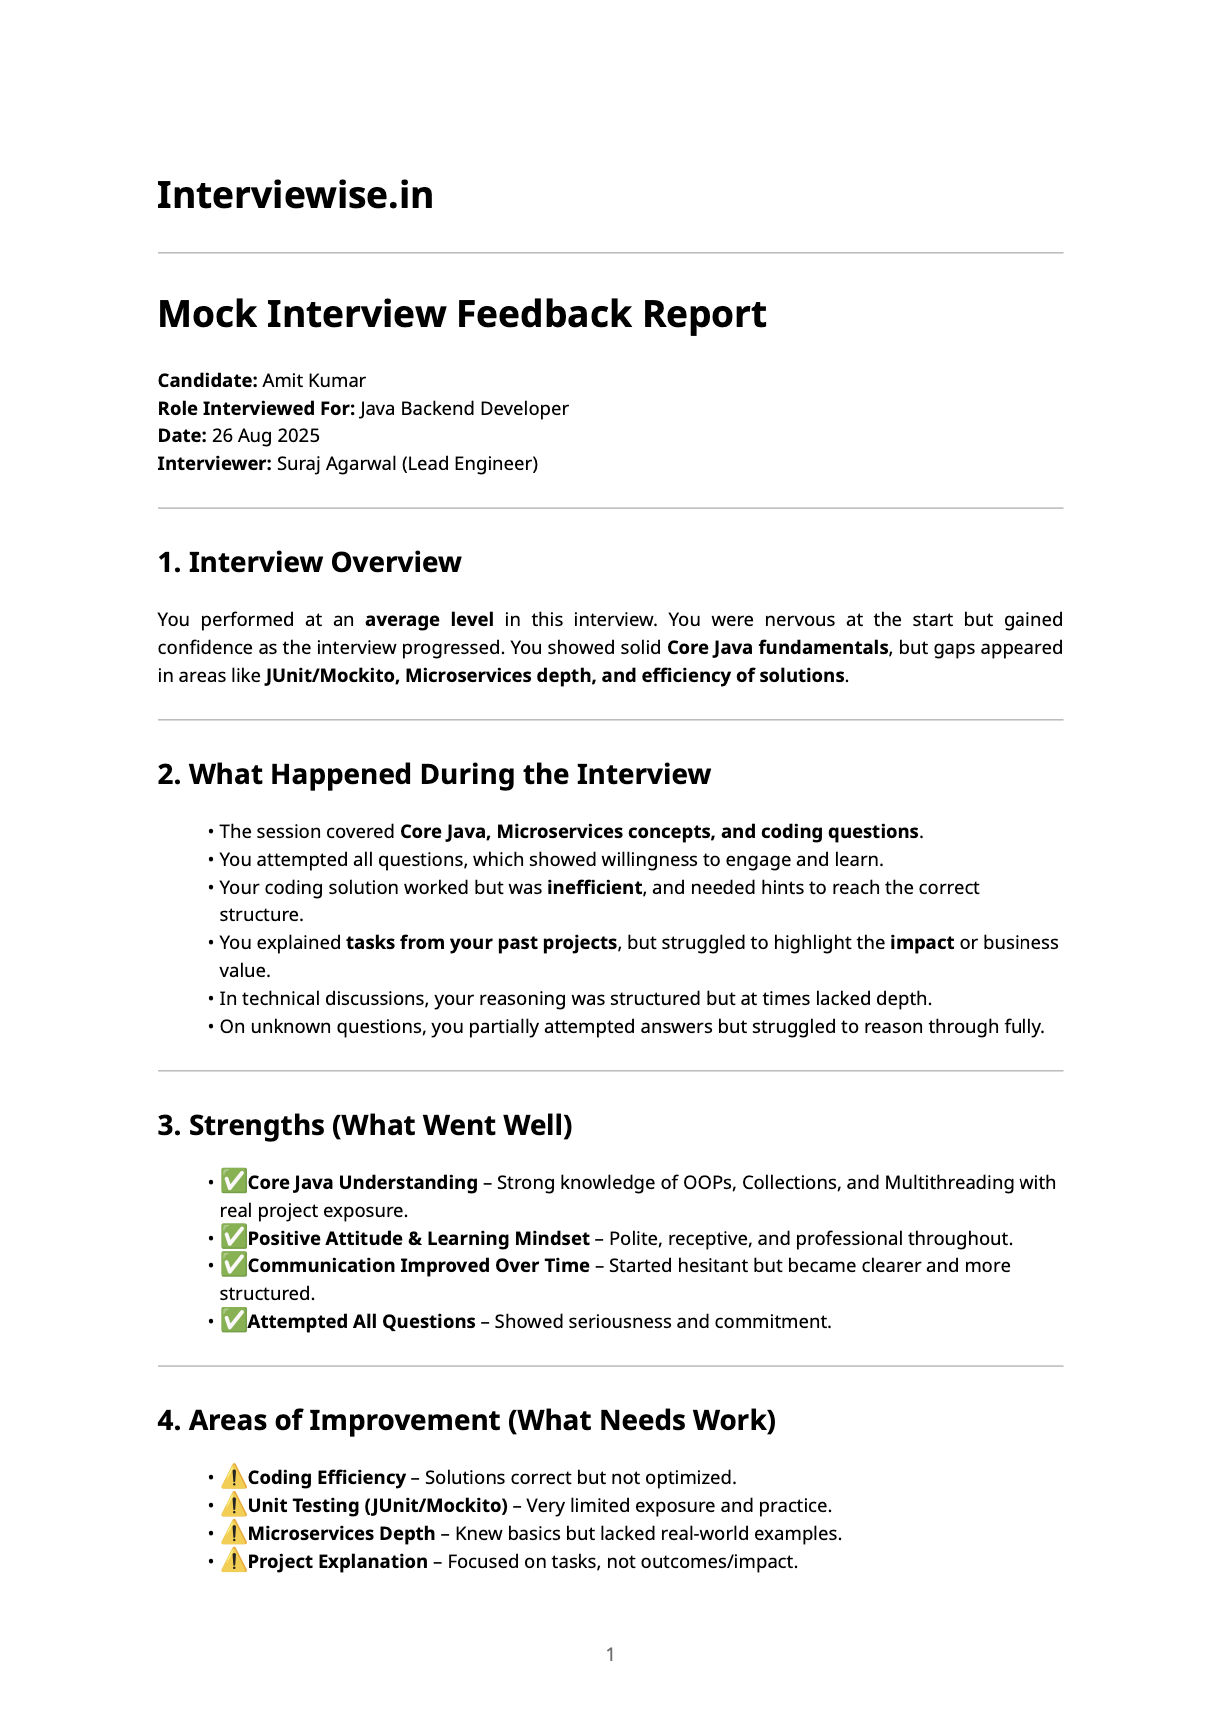 Interviewise.in
Mock Interview Feedback Report
Candidate: Amit Kumar
Role Interviewed For: Java Backend Developer
Date: 26 Aug 2025
Interviewer: Suraj Agarwal (Lead Engineer)
1. Interview Overview
You performed at an average level in this interview. You were nervous at the start but gained
confidence as the interview progressed. You showed solid Core Java fundamentals, but gaps appeared
in areas like JUnit/Mockito, Microservices depth, and efficiency of solutions.
2. What Happened During the Interview
• The session covered Core Java, Microservices concepts, and coding questions.
• You attempted all questions, which showed willingness to engage and learn.
• Your coding solution worked but was inefficient, and needed hints to reach the correct
structure.
• You explained tasks from your past projects, but struggled to highlight the impact or business
value.
• In technical discussions, your reasoning was structured but at times lacked depth.
• On unknown questions, you partially attempted answers but struggled to reason through fully.
3. Strengths (What Went Well)
• ✅Core Java Understanding – Strong knowledge of OOPs, Collections, and Multithreading with
real project exposure.
• ✅Positive Attitude & Learning Mindset – Polite, receptive, and professional throughout.
• ✅Communication Improved Over Time – Started hesitant but became clearer and more
structured.
• ✅Attempted All Questions – Showed seriousness and commitment.
4. Areas of Improvement (What Needs Work)
• ⚠️Coding Efficiency – Solutions correct but not optimized.
• ⚠️Unit Testing (JUnit/Mockito) – Very limited exposure and practice.
• ⚠️Microservices Depth – Knew basics but lacked real-world examples.
• ⚠️Project Explanation – Focused on tasks, not outcomes/impact.
1